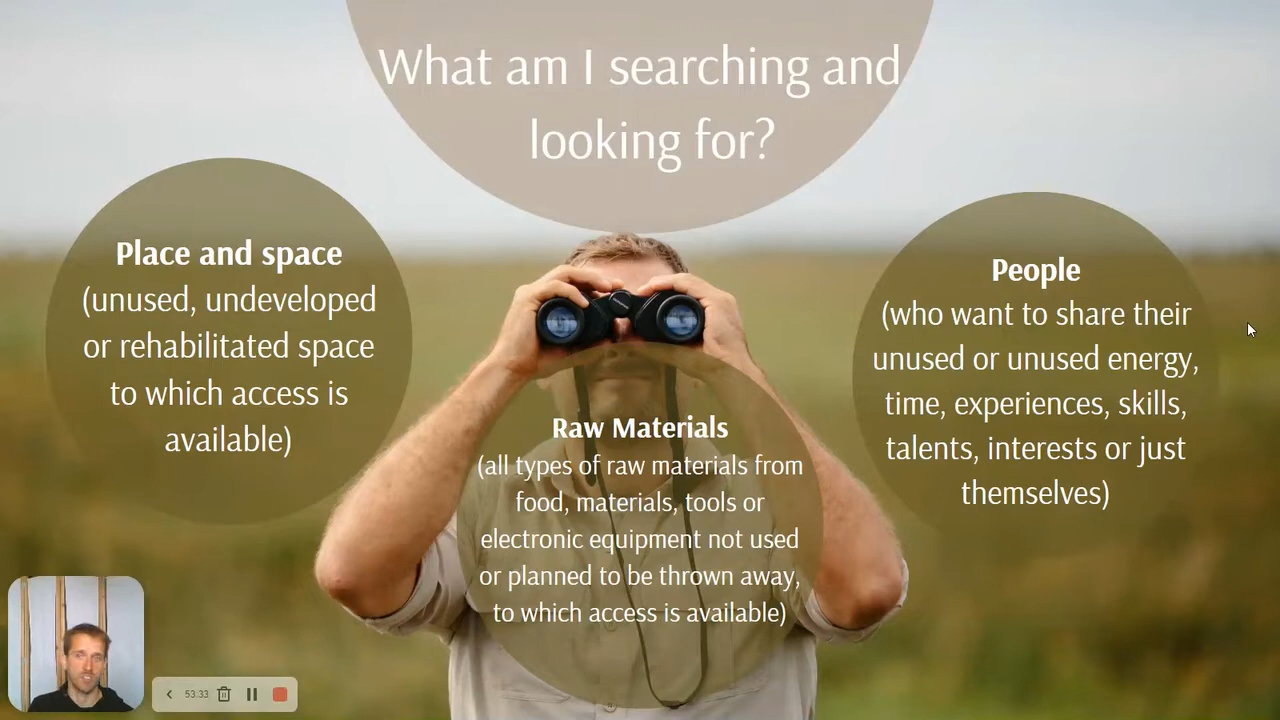 What am I searching and
looking for?
Place and space
(unused, undeveloped
or rehabilitated space
to which access is
available)
Raw Materials
(all types of raw materials from
food, materials, tools or
electronic equipment not used
or planned to be thrown away,
to which access is available)
People
(who want to share their
unused or unused energy,
time, experiences, skills,
talents, interests or just
themselves)
53:33